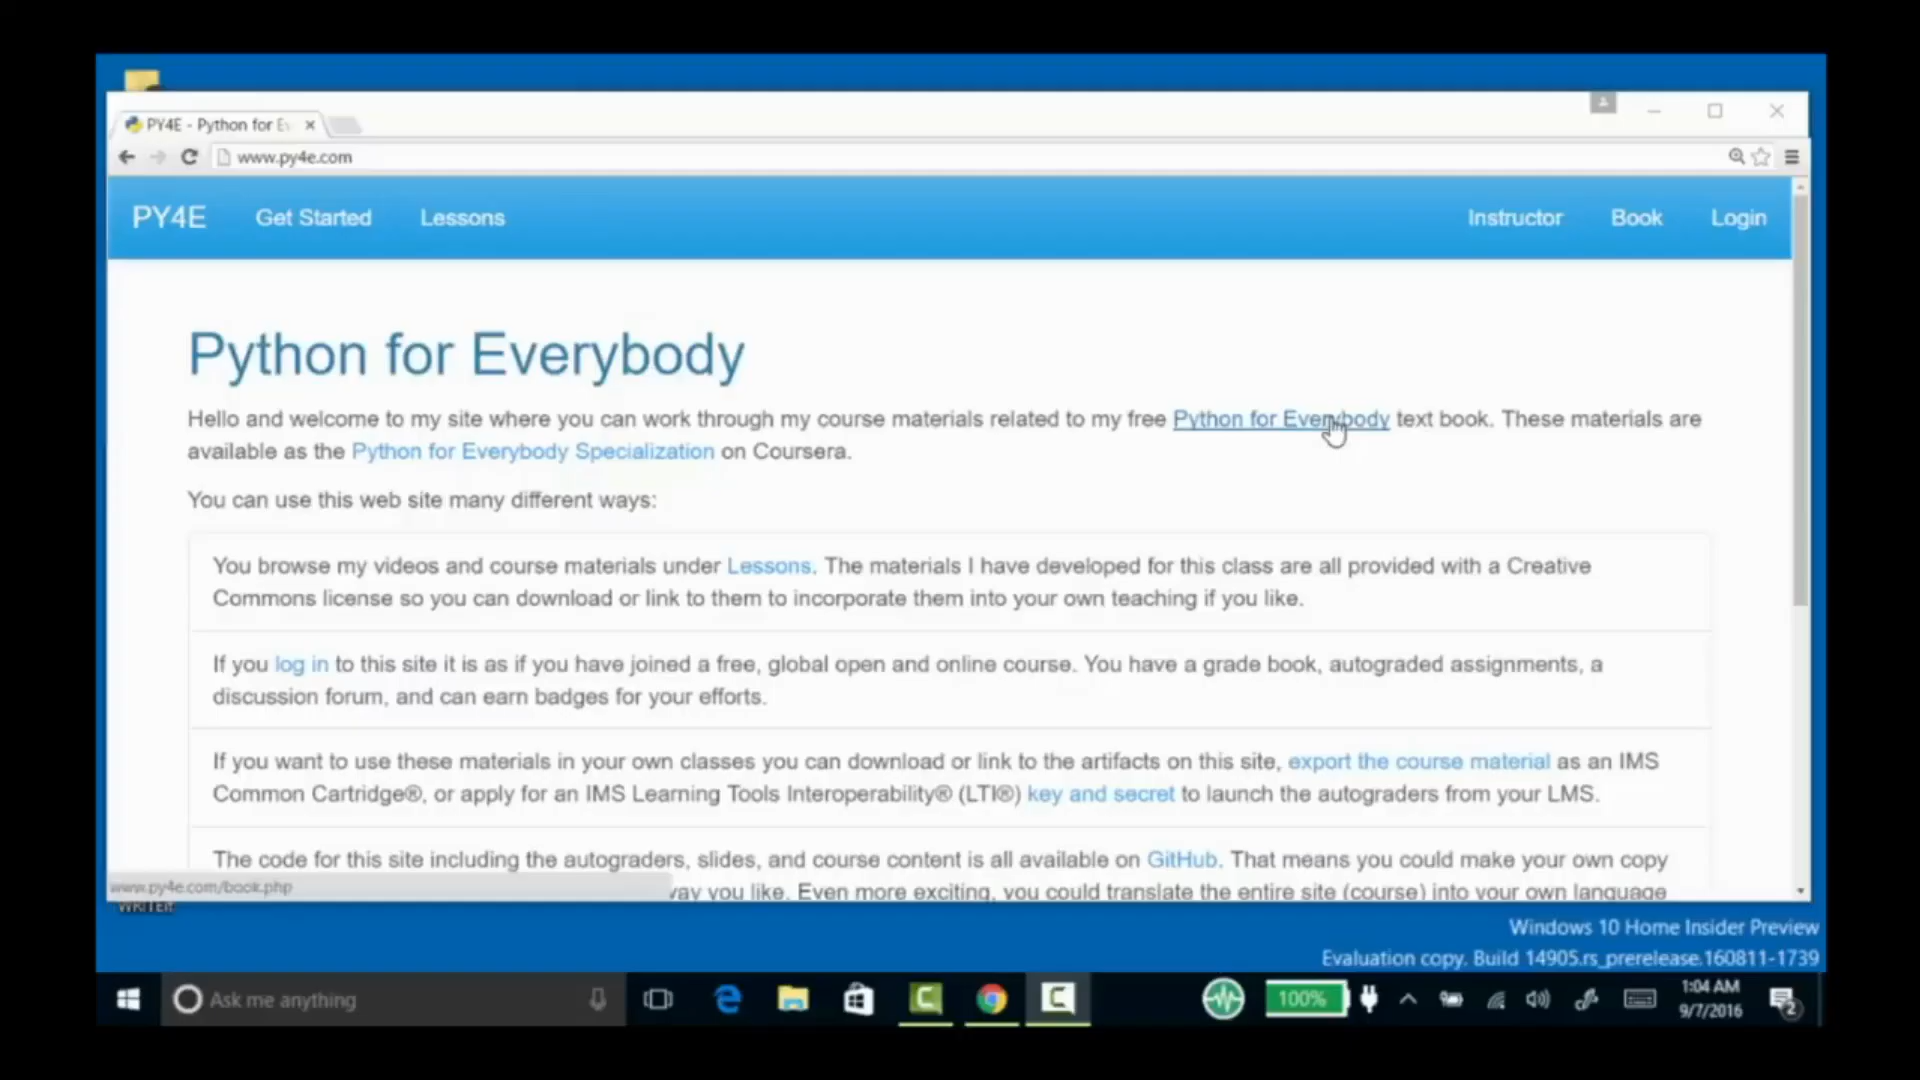 PY4E - Python for Ev
www.py4e.com
PY4E Get Started Lessons Instructor Book Login
Python for Everybody
Hello and welcome to my site where you can work through my course materials related to my free Python for Everybody text book. These materials are
available as the Python for Everybody Specialization on Coursera.
You can use this web site many different ways:
You browse my videos and course materials under Lessons. The materials I have developed for this class are all provided with a Creative
Commons license so you can download or link to them to incorporate them into your own teaching if you like.
If you log in to this site it is as if you have joined a free, global open and online course. You have a grade book, autograded assignments, a
discussion forum, and can earn badges for your efforts.
If you want to use these materials in your own classes you can download or link to the artifacts on this site, export the course material as an IMS
Common Cartridge®, or apply for an IMS Learning Tools Interoperability® (LTI®) key and secret to launch the autograders from your LMS.
The code for this site including the autograders, slides, and course content is all available on GitHub. That means you could make your own copy
way you like. Even more exciting, you could translate the entire site (course) into your own language
www.py4e.com/book.php
WRITER
Windows 10 Home Insider Preview
Evaluation copy. Build 14905.rs_prerelease.160811-1739
Ask me anything
100%
1:04 AM
9/7/2016
2